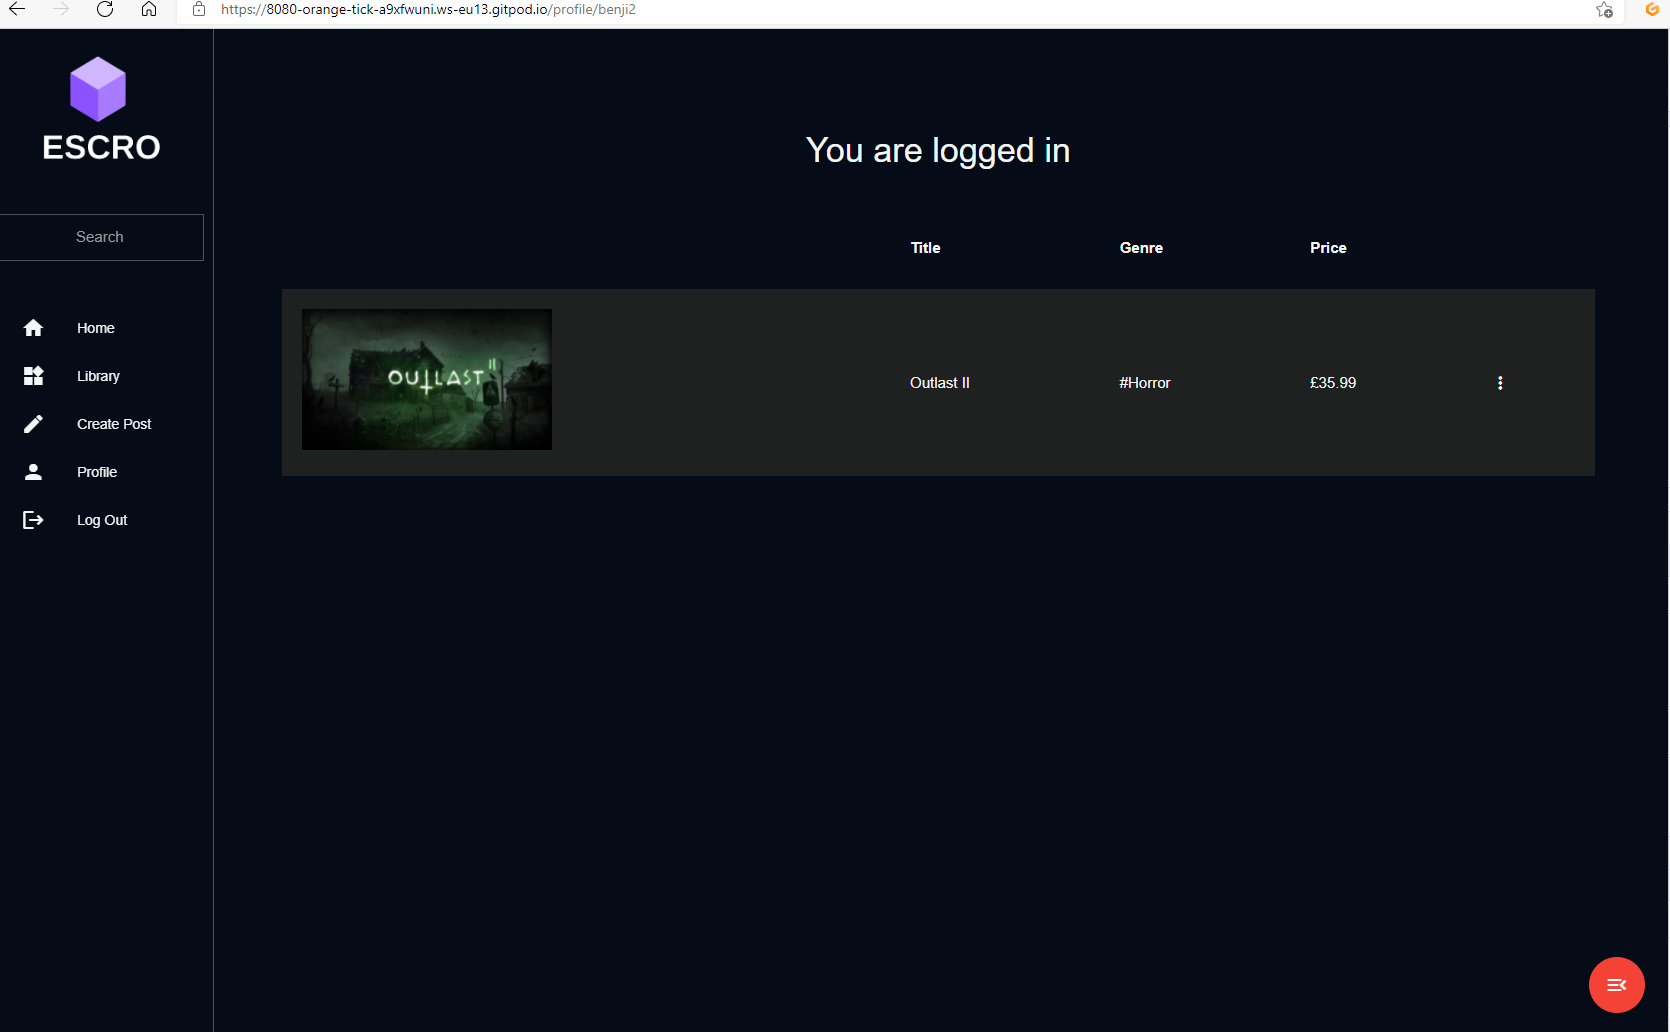 https://8080-orange-tick-a9xfwuni.ws-eu13.gitpod.io/profile/benji2
ESCRO
Search
Home
Library
Create Post
Profile
Log Out
You are logged in
Title Genre Price
OUTLAST II
Outlast II #Horror £35.99